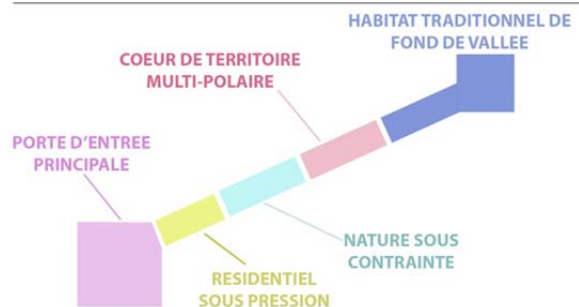 HABITAT TRADITIONNEL DE
FOND DE VALLEE
COEUR DE TERRITOIRE
MULTI-POLAIRE
PORTE D'ENTREE
PRINCIPALE
NATURE SOUS
CONTRAINTE
RESIDENTIEL
SOUS PRESSION